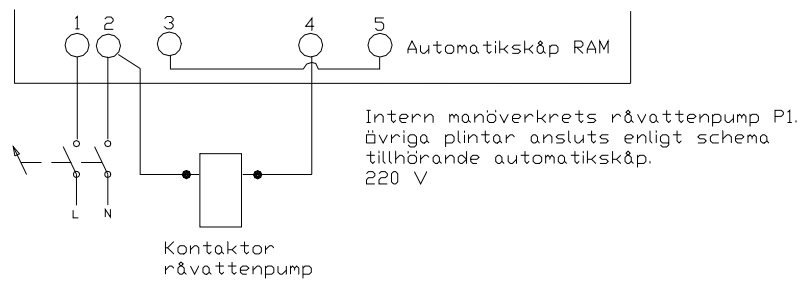 1 2 3 4 5
Automatikskåp RAM
Intern manöverkrets råvattenpump P1.
övriga plintar ansluts enligt schema
tillhörande automatikskåp.
220 V
L N
Kontaktor
råvattenpump